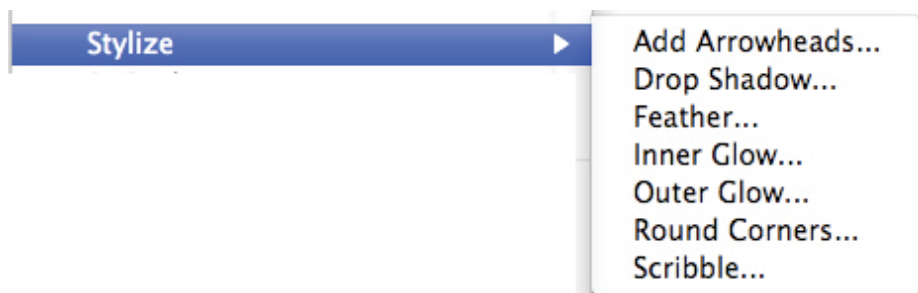 Stylize
Add Arrowheads...
Drop Shadow...
Feather...
Inner Glow...
Outer Glow...
Round Corners...
Scribble...